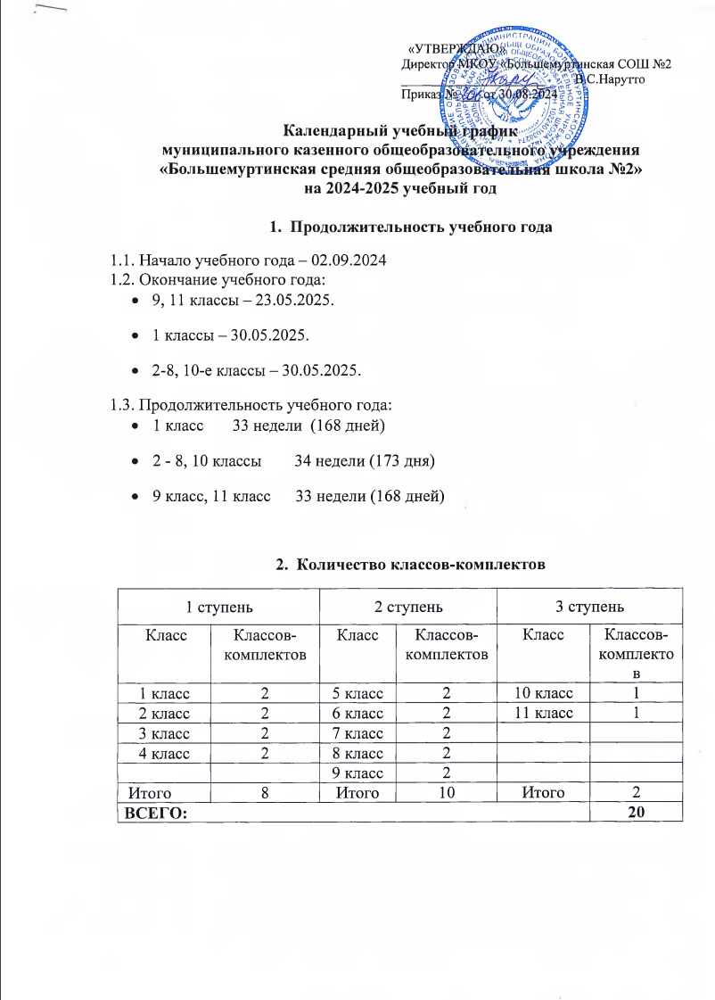 «УТВЕРЖДАЮ»
Директор МКОУ «Большемуртинская СОШ №2
В.С.Нарутто
Приказ № от 30.08.2024
Календарный учебный график
муниципального казенного общеобразовательного учреждения
«Большемуртинская средняя общеобразовательная школа №2»
на 2024-2025 учебный год
1. Продолжительность учебного года
1.1. Начало учебного года – 02.09.2024
1.2. Окончание учебного года:
• 9, 11 классы – 23.05.2025.
• 1 классы – 30.05.2025.
• 2-8, 10-е классы – 30.05.2025.
1.3. Продолжительность учебного года:
• 1 класс 33 недели (168 дней)
• 2 - 8, 10 классы 34 недели (173 дня)
• 9 класс, 11 класс 33 недели (168 дней)
2. Количество классов-комплектов
1 ступень 2 ступень 3 ступень
Класс Классов- Класс Классов- Класс Классов-
комплектов комплектов комплекто
в
1 класс 2 5 класс 2 10 класс 1
2 класс 2 6 класс 2 11 класс 1
3 класс 2 7 класс 2
4 класс 2 8 класс 2
9 класс 2
Итого 8 Итого 10 Итого 2
ВСЕГО: 20